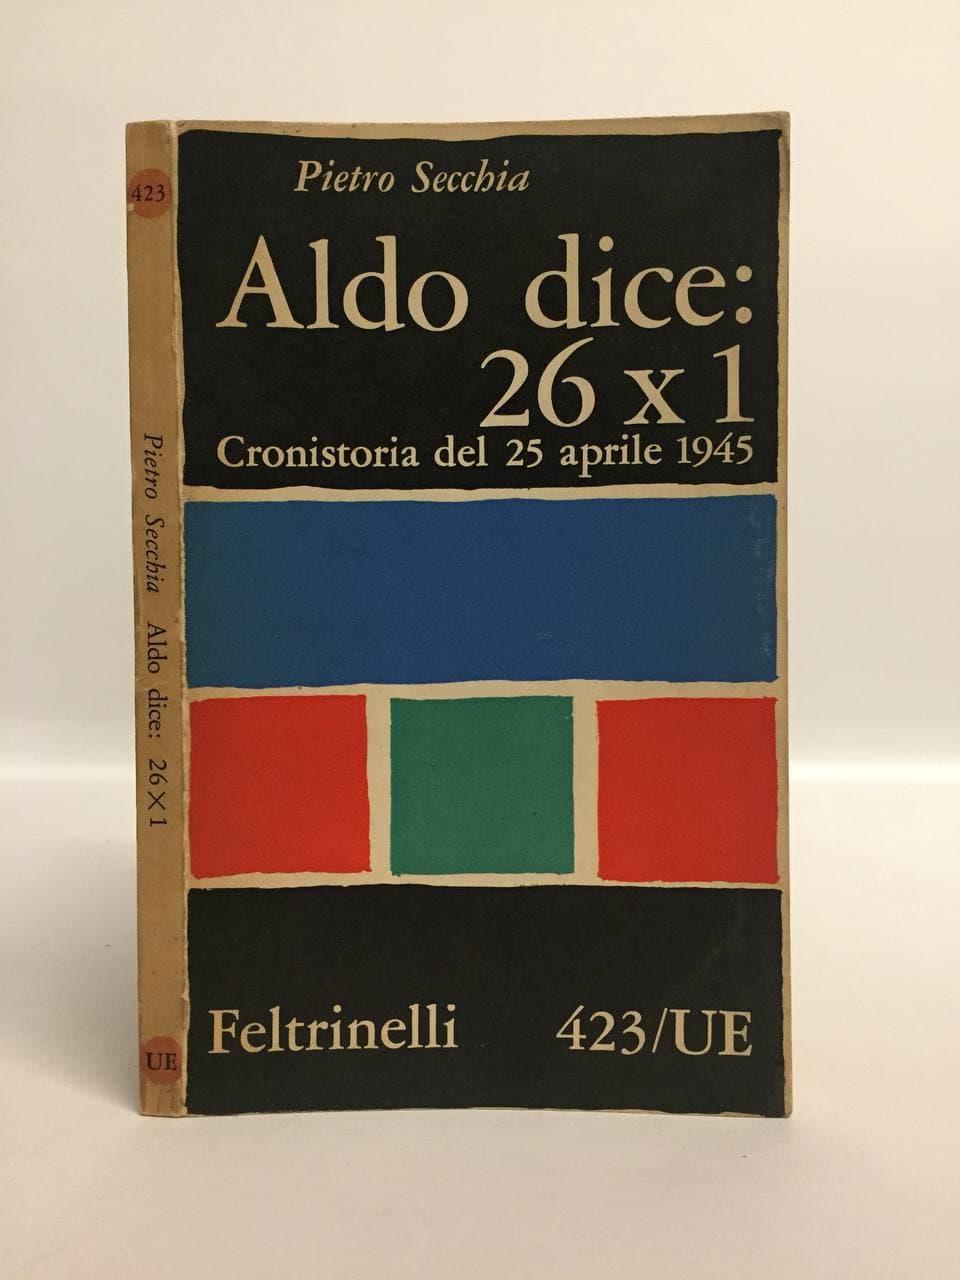 423
Pietro Secchia Aldo dice: 26×1
UE
Pietro Secchia
Aldo dice:
26 x 1
Cronistoria del 25 aprile 1945
Feltrinelli 423/UE